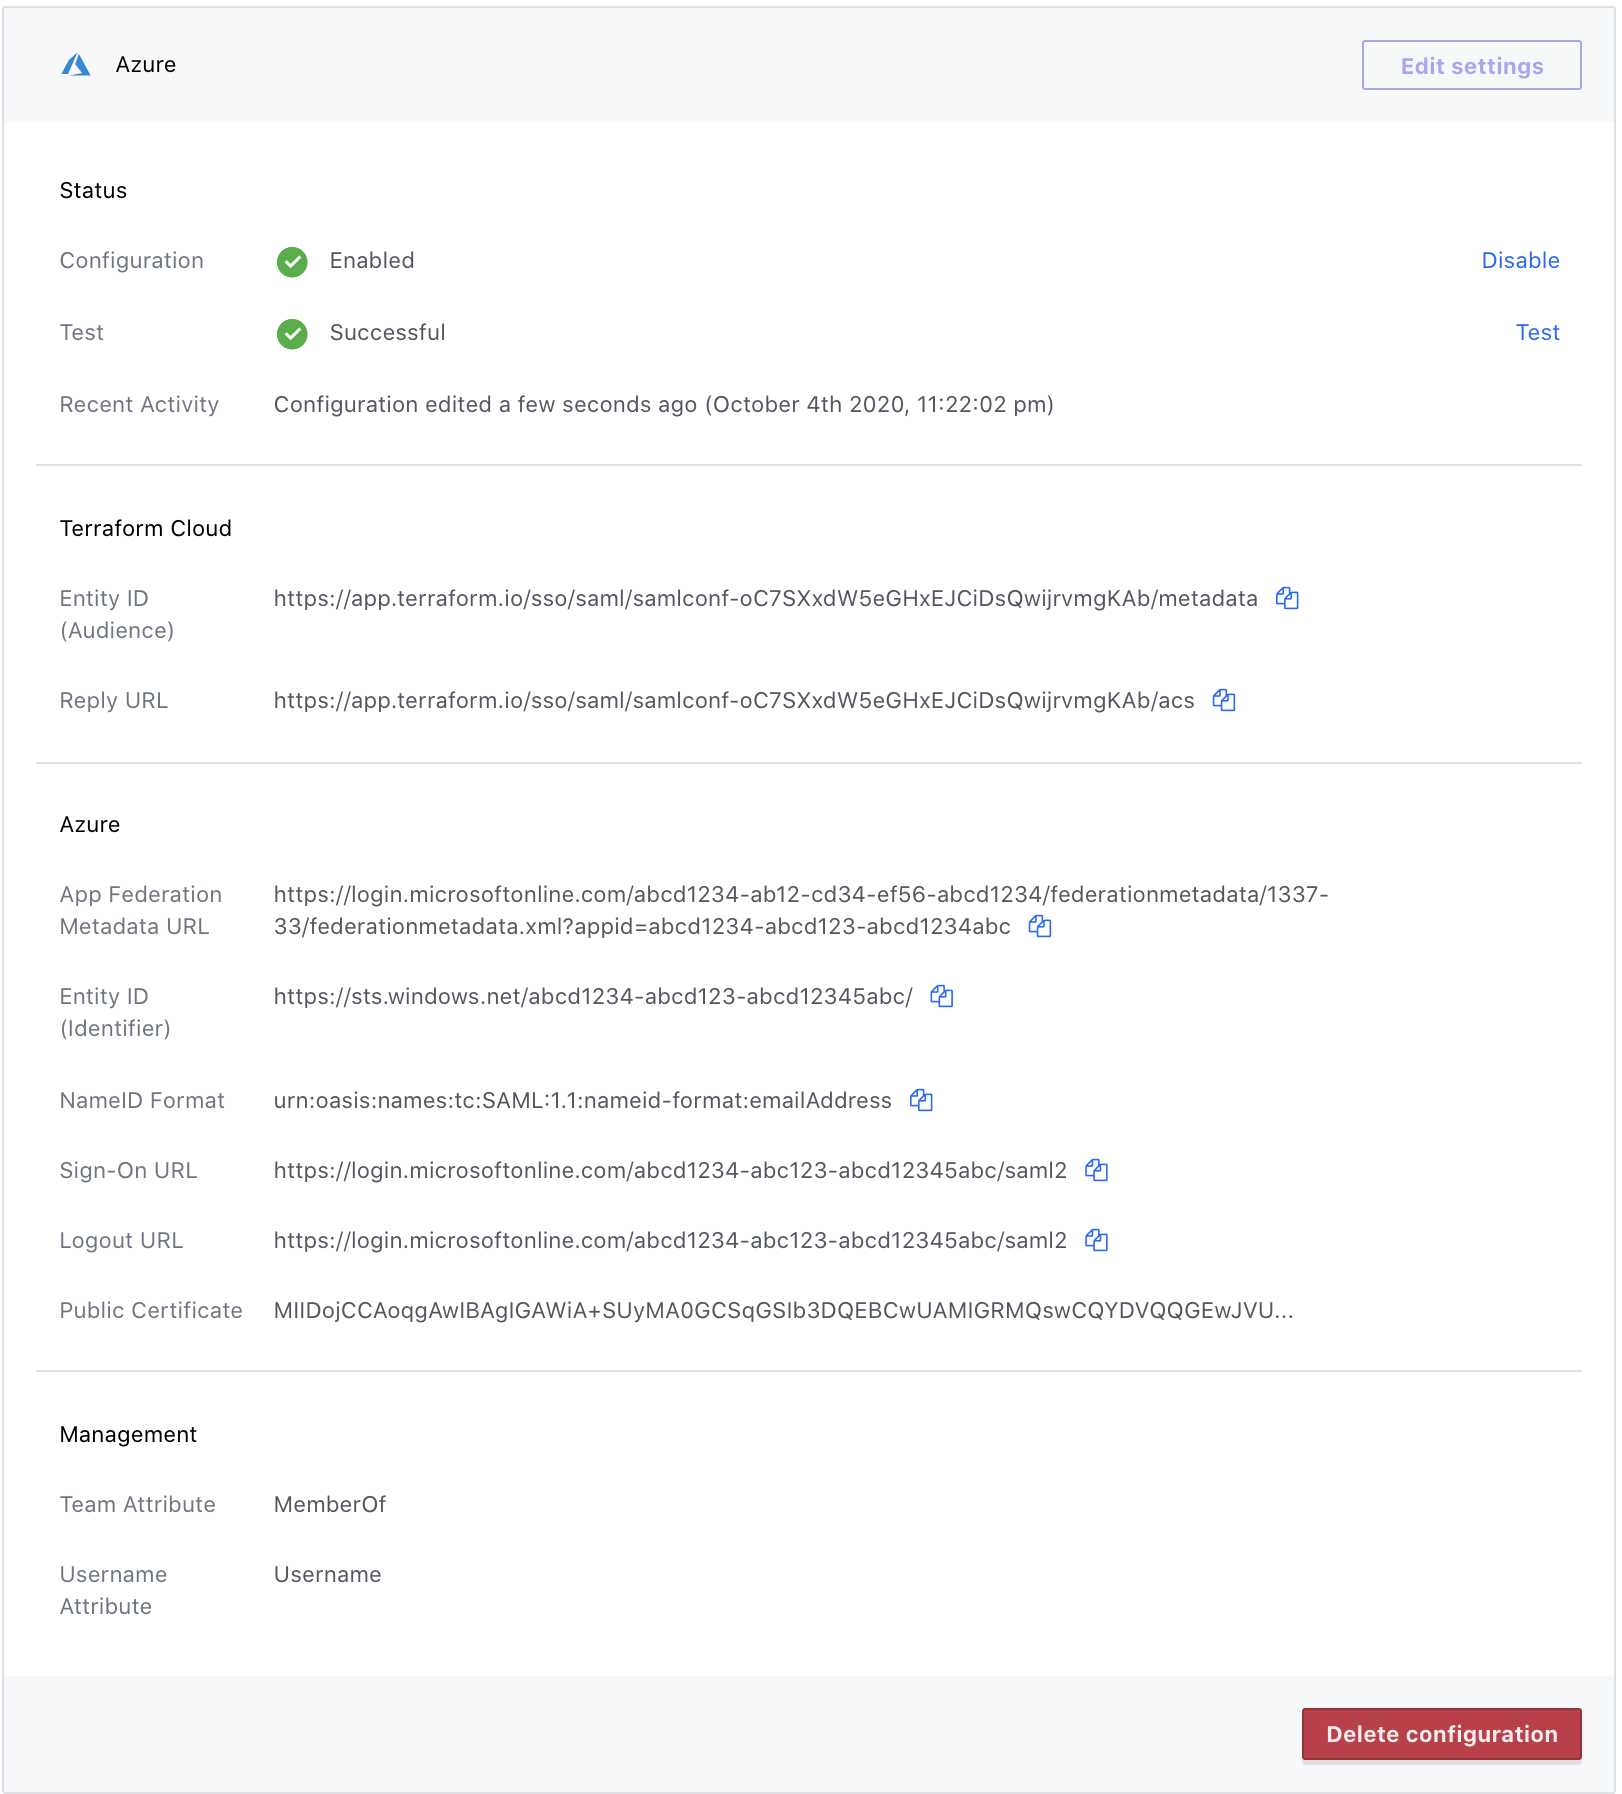 Azure
Edit settings
Status
Configuration Enabled Disable
Test Successful Test
Recent Activity Configuration edited a few seconds ago (October 4th 2020, 11:22:02 pm)
Terraform Cloud
Entity ID https://app.terraform.io/sso/saml/samlconf-oC7SXxdW5eGHxEJCiDsQwijrvmgKAb/metadata
(Audience)
Reply URL https://app.terraform.io/sso/saml/samlconf-oC7SXxdW5eGHxEJCiDsQwijrvmgKAb/acs
Azure
App Federation https://login.microsoftonline.com/abcd1234-ab12-cd34-ef56-abcd1234/federationmetadata/1337-
Metadata URL 33/federationmetadata.xml?appid=abcd1234-abcd123-abcd1234abc
Entity ID https://sts.windows.net/abcd1234-abcd123-abcd12345abc/
(Identifier)
NameID Format urn:oasis:names:tc:SAML:1.1:nameid-format:emailAddress
Sign-On URL https://login.microsoftonline.com/abcd1234-abc123-abcd12345abc/saml2
Logout URL https://login.microsoftonline.com/abcd1234-abc123-abcd12345abc/saml2
Public Certificate MIIDojCCAoqgAwIBAgIGAWiA+SUyMA0GCSqGSIb3DQEBCwUAMIGRMQswCQYDVQQGEwJVU...
Management
Team Attribute MemberOf
Username Username
Attribute
Delete configuration